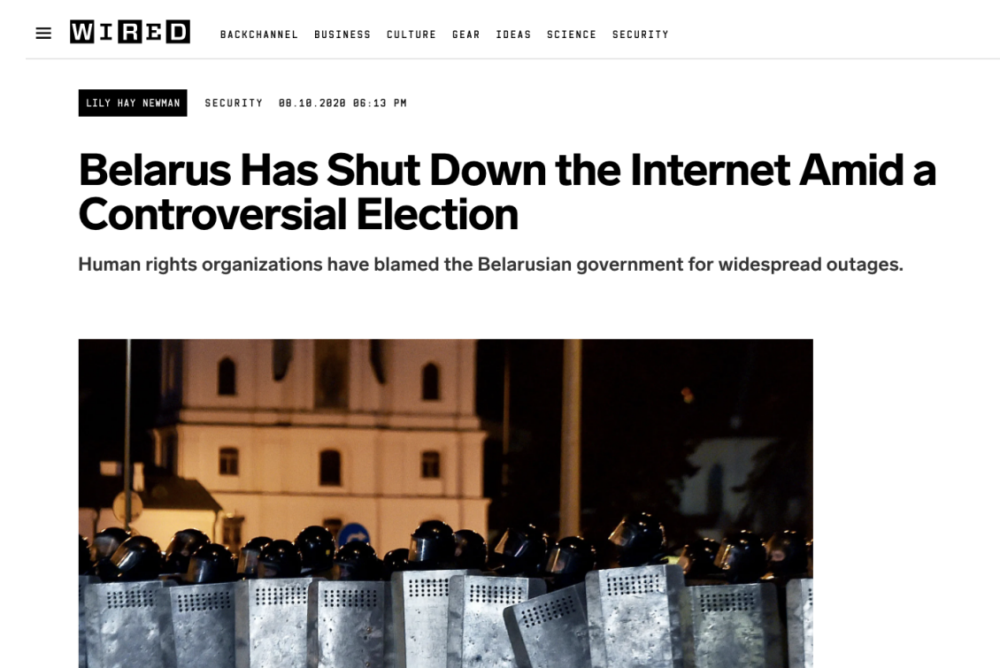 WIRED
BACKCHANNEL BUSINESS CULTURE GEAR IDEAS SCIENCE SECURITY
LILY HAY NEWMAN SECURITY 08.10.2020 06:13 PM
Belarus Has Shut Down the Internet Amid a
Controversial Election
Human rights organizations have blamed the Belarusian government for widespread outages.